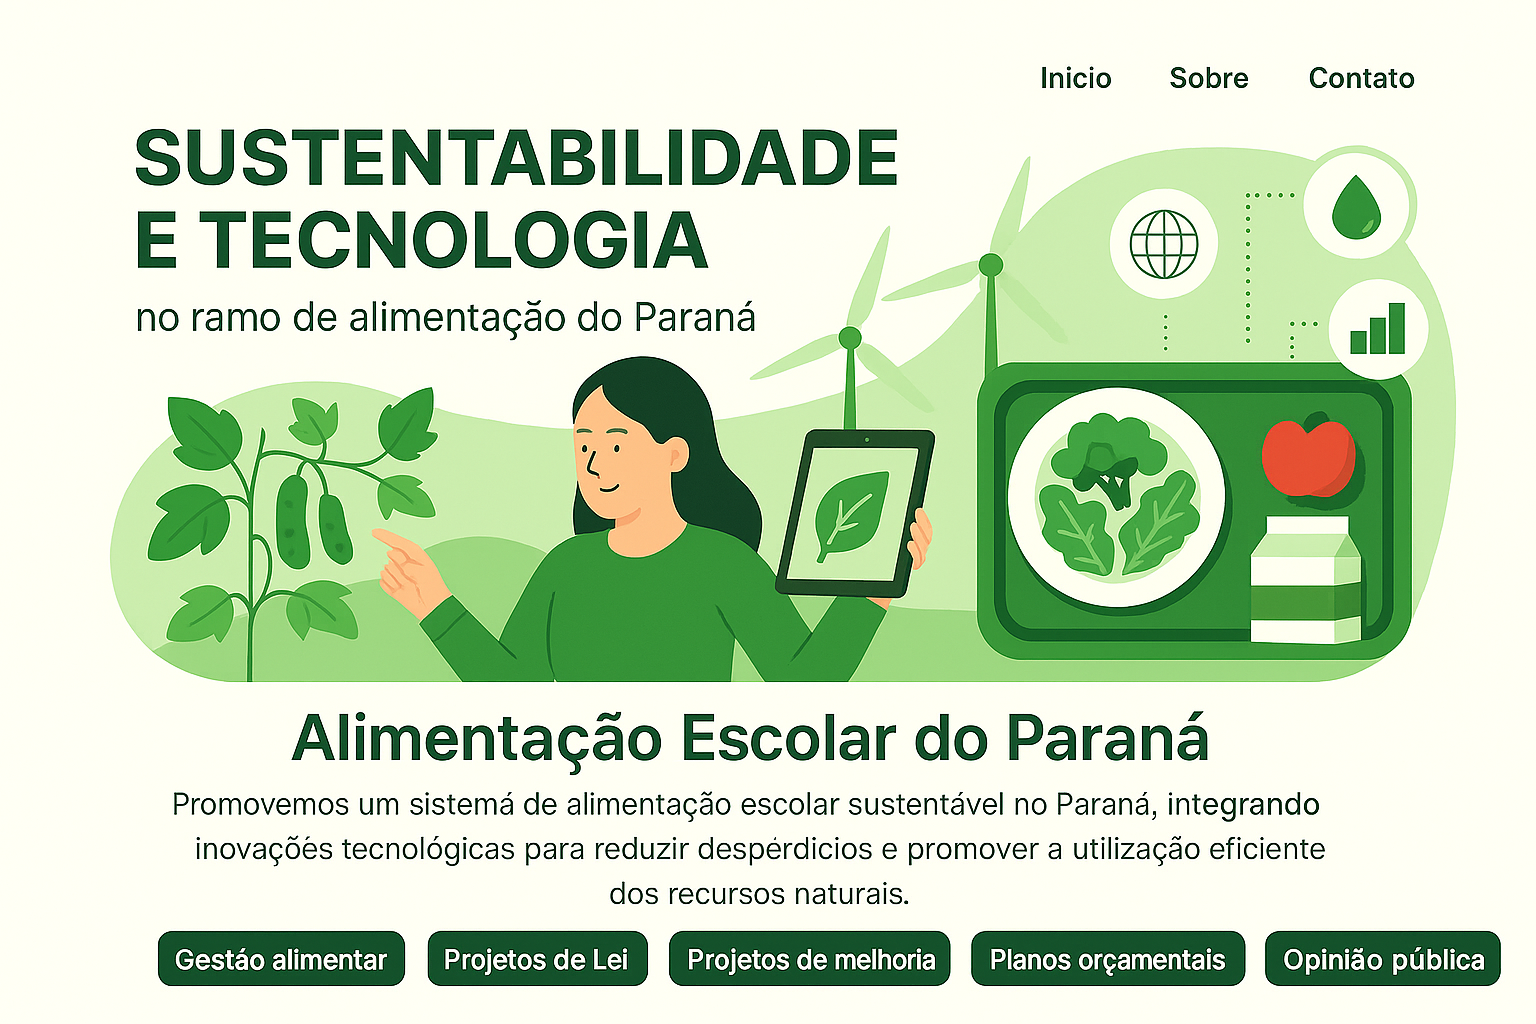 Inicio Sobre Contato
SUSTENTABILIDADE
E TECNOLOGIA
no ramo de alimentação do Paraná
Alimentação Escolar do Paraná
Promovemos um sistemá de alimentação escolar sustentável no Paraná, integrando
inovaçõés tecnológicas para reduzir despérdicios e promover a utilização eficiente
dos recursos naturais.
Gestáo alimentar Projetos de Lei Projetos de melhoria Planos orçamentais Opinião pública